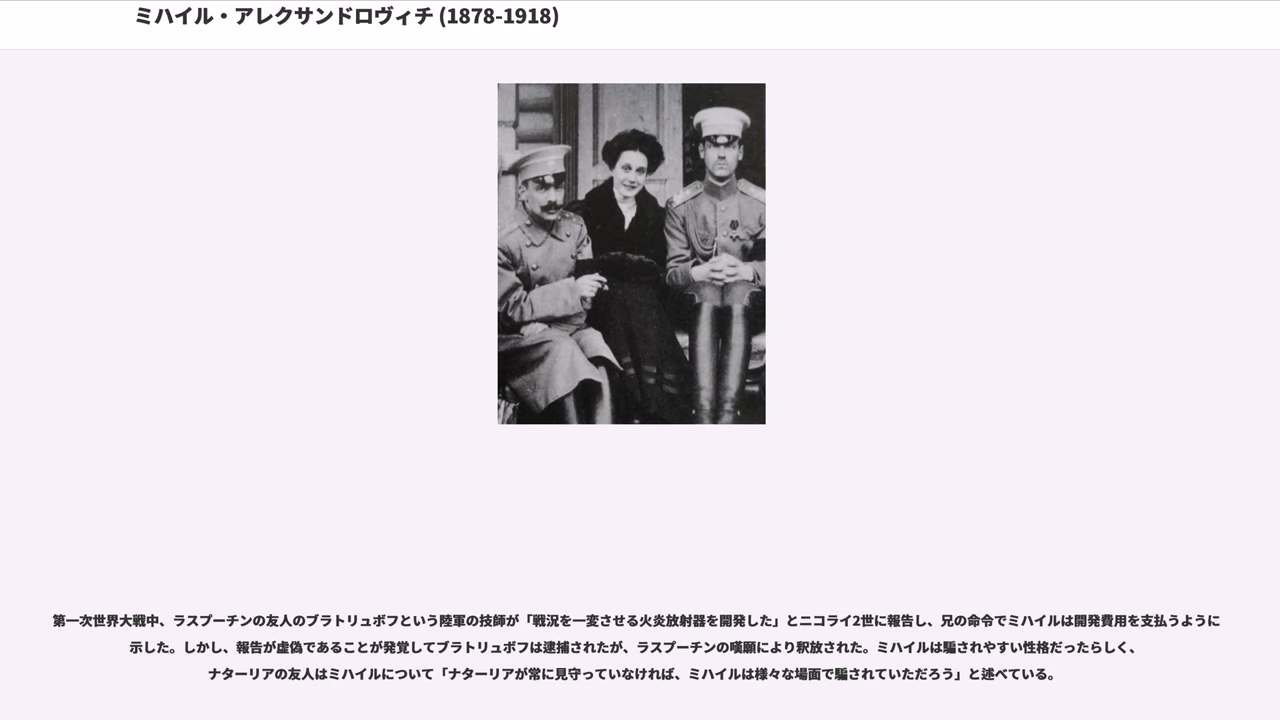 ミハイル・アレクサンドロヴィチ (1878-1918)
第一次世界大戦中、ラスプーチンの友人のブラトリュボフという陸軍の技師が「戦況を一変させる火炎放射器を開発した」とニコライ2世に報告し、兄の命令でミハイルは開発費用を支払うように
示した。しかし、報告が虚偽であることが発覚してブラトリュボフは逮捕されたが、ラスプーチンの嘆願により釈放された。ミハイルは騙されやすい性格だったらしく、
ナターリアの友人はミハイルについて「ナターリアが常に見守っていなければ、ミハイルは様々な場面で騙されていただろう」と述べている。